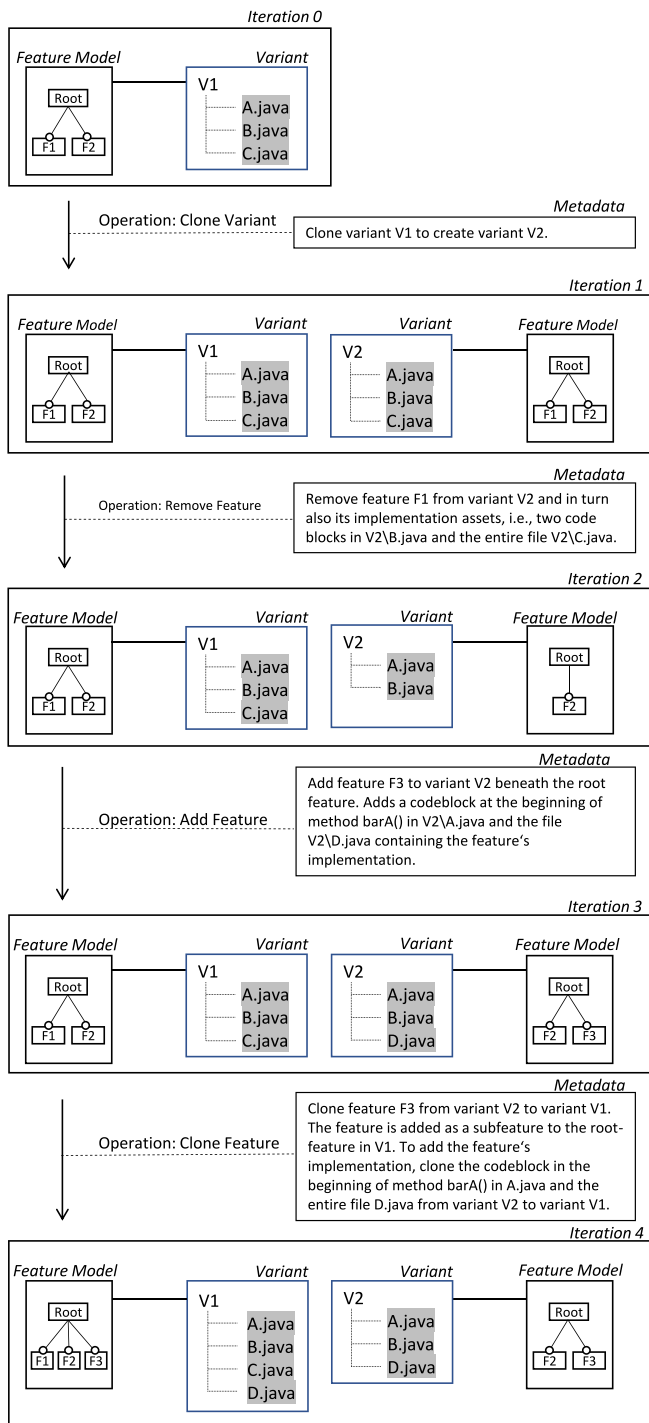 Iteration 0
Feature Model
Variant
Root
F1
F2
V1
A.java
B.java
C.java
Operation: Clone Variant
Metadata
Clone variant V1 to create variant V2.
Iteration 1
Feature Model
Variant
Variant
Feature Model
Root
F1
F2
V1
A.java
B.java
C.java
V2
A.java
B.java
C.java
Root
F1
F2
Operation: Remove Feature
Metadata
Remove feature F1 from variant V2 and in turn
also its implementation assets, i.e., two code
blocks in V2\B.java and the entire file V2\C.java.
Iteration 2
Feature Model
Variant
Variant
Feature Model
Root
F1
F2
V1
A.java
B.java
C.java
V2
A.java
B.java
Root
F2
Operation: Add Feature
Metadata
Add feature F3 to variant V2 beneath the root
feature. Adds a codeblock at the beginning of
method barA() in V2\A.java and the file
V2\D.java containing the feature‘s
implementation.
Iteration 3
Feature Model
Variant
Variant
Feature Model
Root
F1
F2
V1
A.java
B.java
C.java
V2
A.java
B.java
D.java
Root
F2
F3
Operation: Clone Feature
Metadata
Clone feature F3 from variant V2 to variant V1.
The feature is added as a subfeature to the root-
feature in V1. To add the feature‘s
implementation, clone the codeblock in the
beginning of method barA() in A.java and the
entire file D.java from variant V2 to variant V1.
Iteration 4
Feature Model
Variant
Variant
Feature Model
Root
F1
F2
F3
V1
A.java
B.java
C.java
D.java
V2
A.java
B.java
D.java
Root
F2
F3